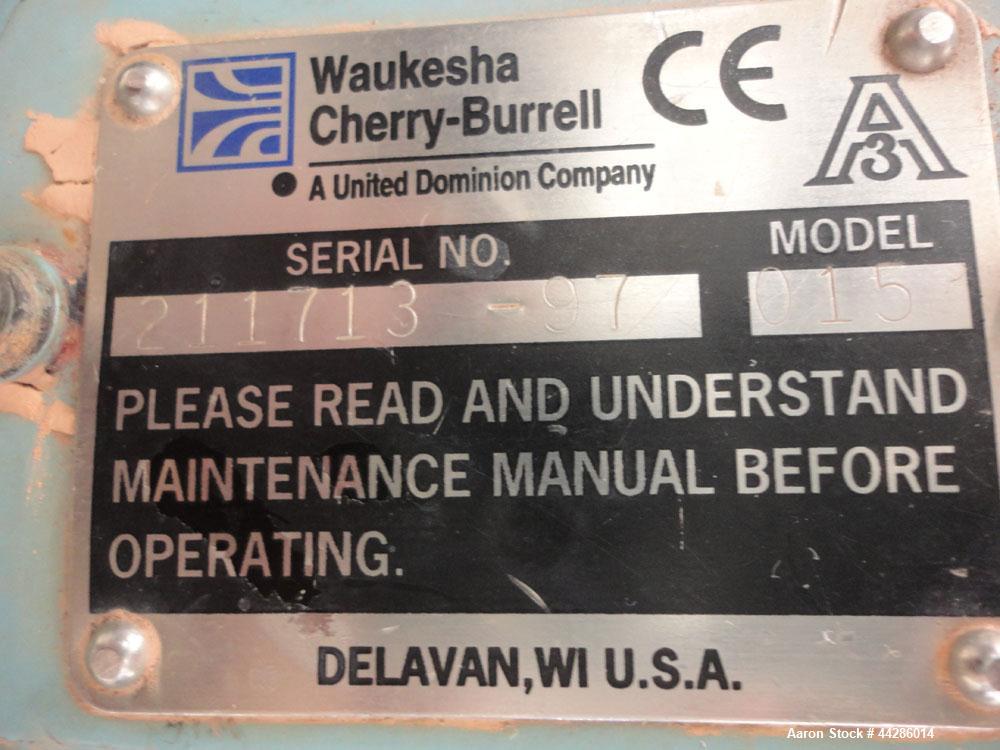 Waukesha
Cherry-Burrell
A United Dominion Company
CE
A
3
SERIAL NO.
MODEL
211713 -97
015
PLEASE READ AND UNDERSTAND
MAINTENANCE MANUAL BEFORE
OPERATING.
DELAVAN, WI U.S.A.
Aaron Stock # 44286014